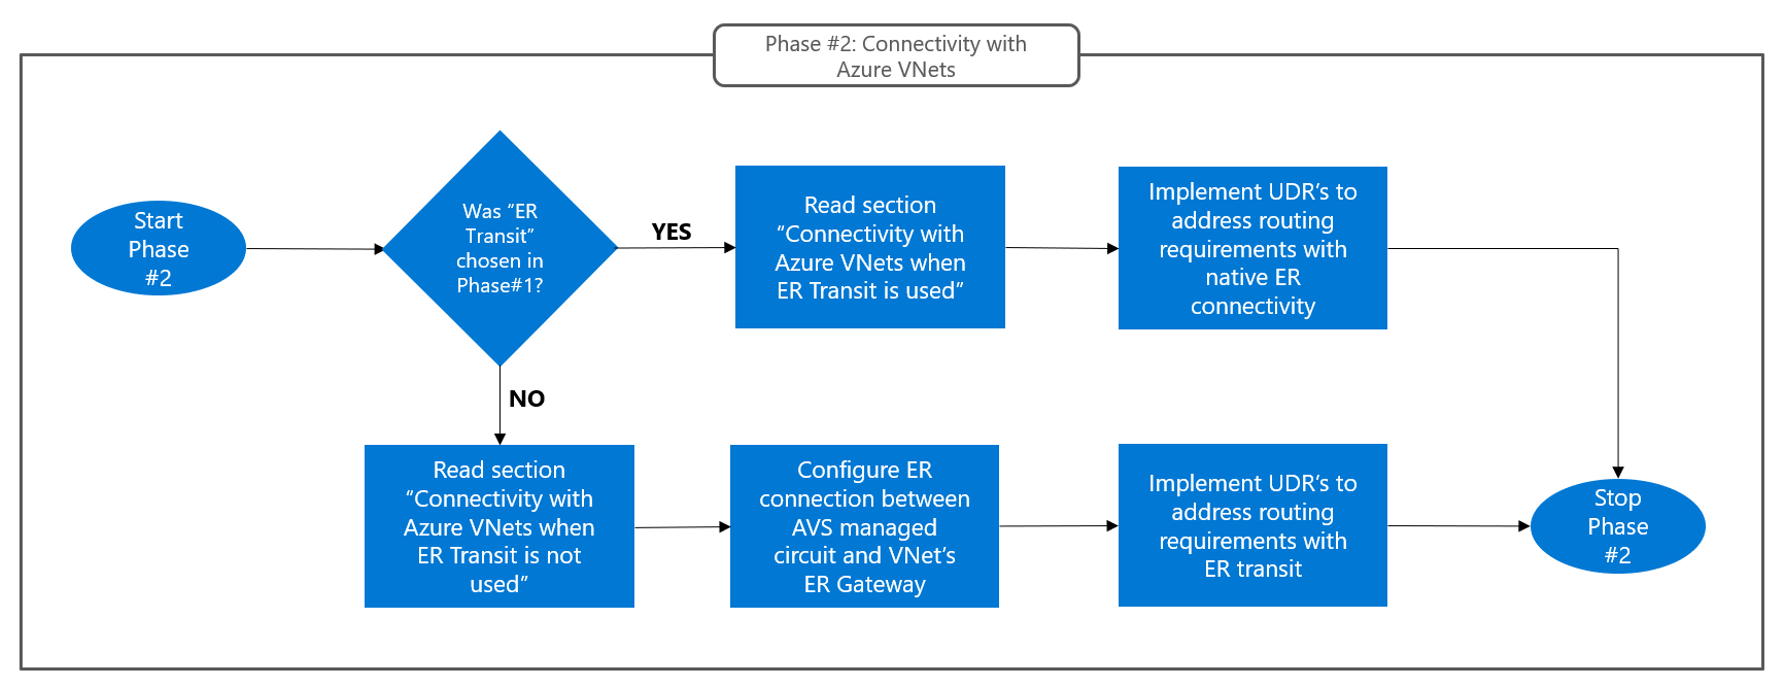 Phase #2: Connectivity with
Azure VNets
Start
Phase
#2
Was “ER
Transit”
chosen in
Phase#1?
YES
Read section
“Connectivity with
Azure VNets when
ER Transit is used”
Implement UDR’s to
address routing
requirements with
native ER
connectivity
NO
Read section
“Connectivity with
Azure VNets when
ER Transit is not
used”
Configure ER
connection between
AVS managed
circuit and VNet’s
ER Gateway
Implement UDR’s to
address routing
requirements with
ER transit
Stop
Phase
#2